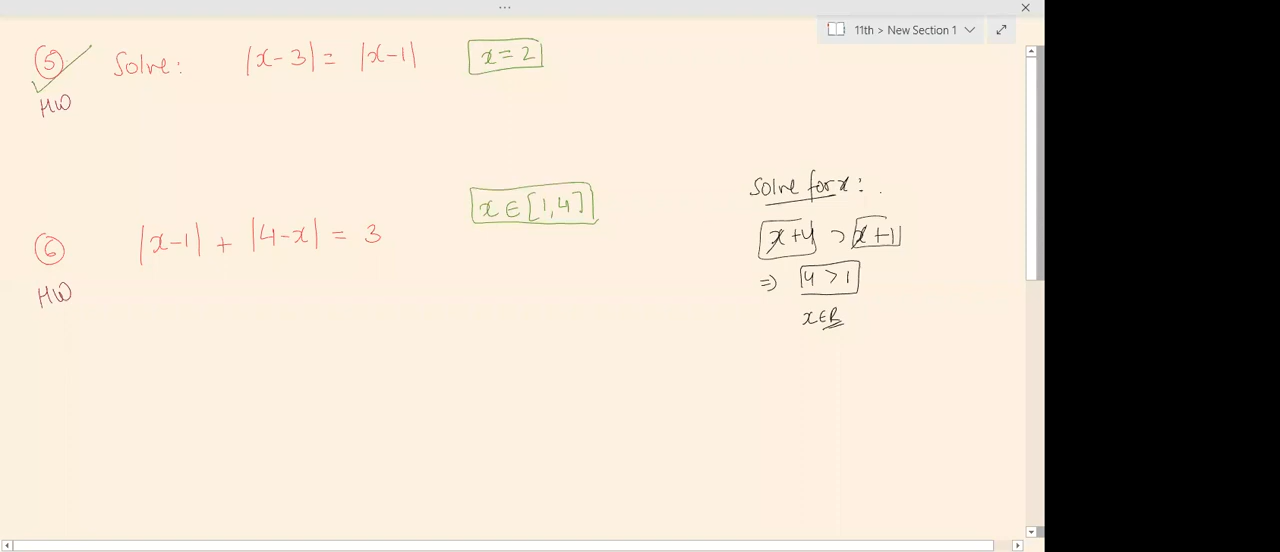 11th > New Section 1
5 Solve: |x-3| = |x-1| x = 2
HW
6 |x-1| + |4-x| = 3 x ∈ [1,4]
HW
Solve for x:
x+4 > x+1
⇒ 4 > 1
x ∈ R